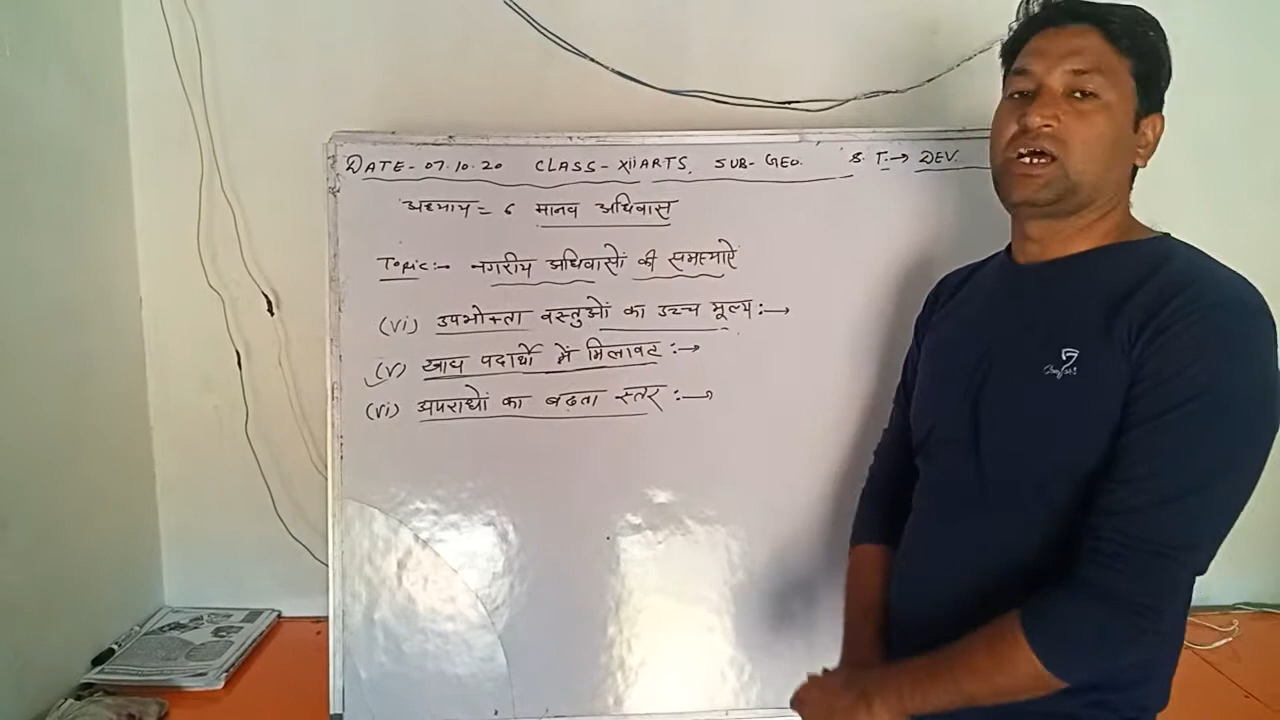 DATE-07.10.20 CLASS-XII ARTS, SUB-GEO. S.T.→ DEV.
अध्याय = 6 मानव अधिवास
Topic:- नगरीय अधिवासों की समस्याऐं
(vi) उपभोक्ता वस्तुओं का उच्च मूल्य:→
(v) खाद्य पदार्थों में मिलावट :→
(vi) अपराधों का बढ़ता स्तर :→